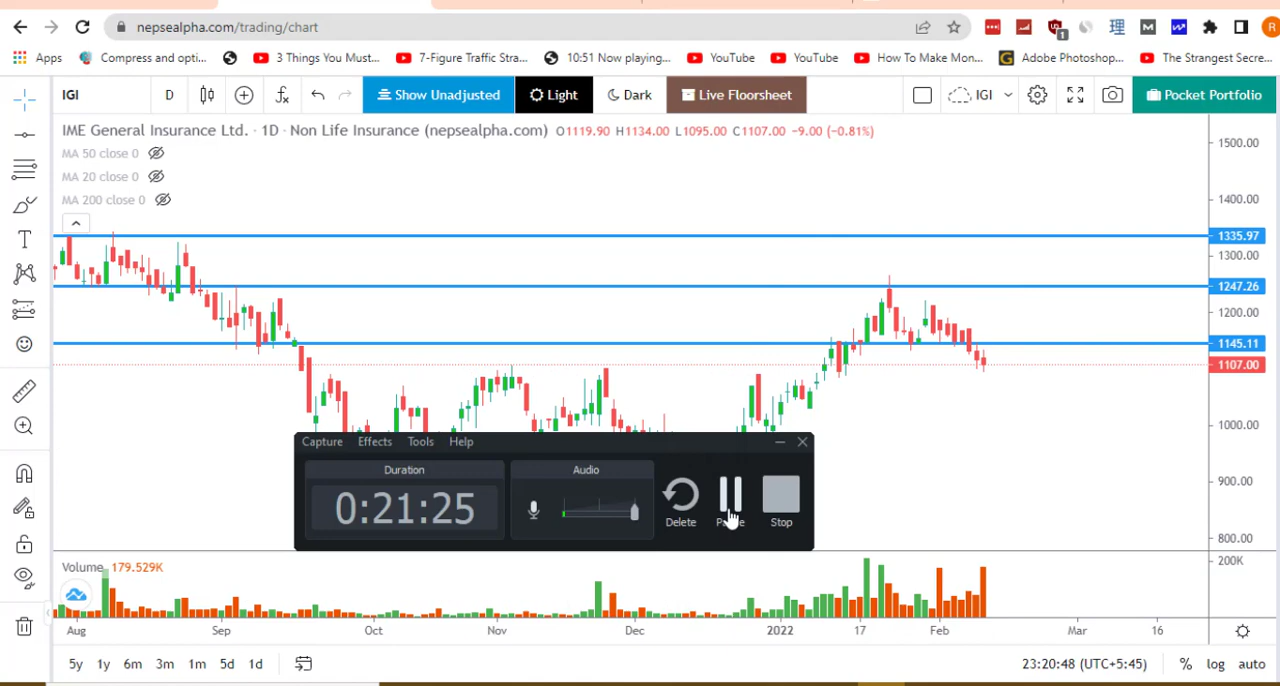 nepsealpha.com/trading/chart
Apps Compress and opti... 3 Things You Must... 7-Figure Traffic Stra... 10:51 Now playing... YouTube YouTube How To Make Mon... Adobe Photoshop... The Strangest Secre...
IGI D Show Unadjusted Light Dark Live Floorsheet IGI Pocket Portfolio
IME General Insurance Ltd. · 1D · Non Life Insurance (nepsealpha.com) O1119.90 H1134.00 L1095.00 C1107.00 −9.00 (−0.81%)
1500.00
MA 50 close 0
MA 20 close 0
MA 200 close 0
1400.00
1335.97
1300.00
1247.26
1200.00
1145.11
1107.00
1000.00
Capture Effects Tools Help
Duration Audio
900.00
0:21:25
Delete Stop
800.00
Volume 179.529K
200K
Aug Sep Oct Nov Dec 2022 17 Feb Mar 16
5y 1y 6m 3m 1m 5d 1d 23:20:48 (UTC+5:45) % log auto